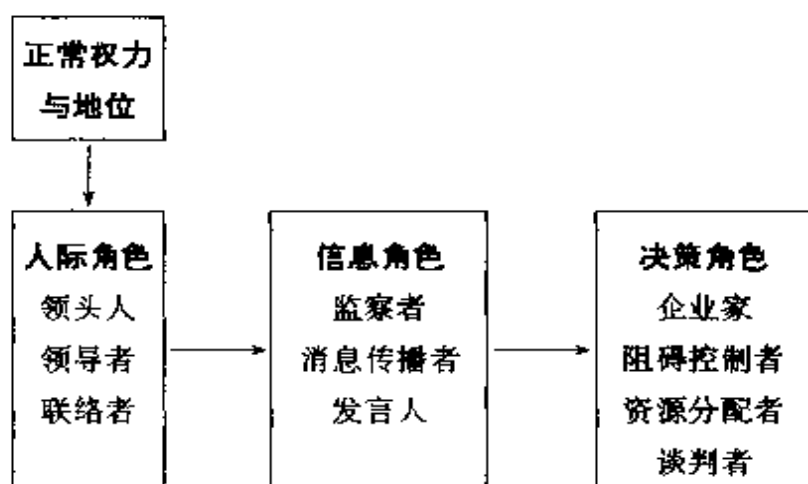 正常权力
与地位
人际角色
领头人
领导者
联络者
信息角色
监察者
消息传播者
发言人
决策角色
企业家
阻碍控制者
资源分配者
谈判者